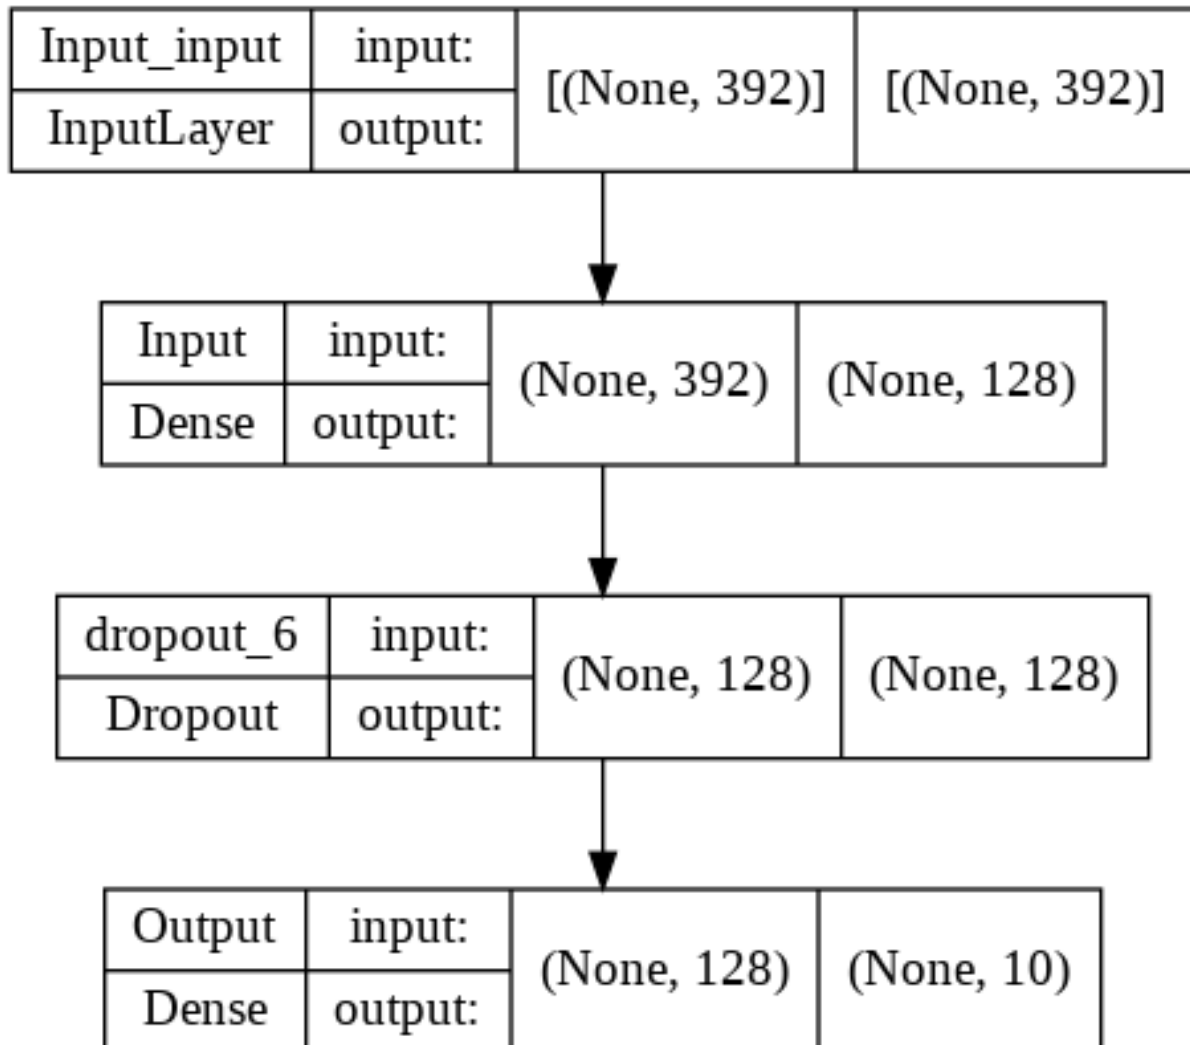 Input_input input: [(None, 392)] [(None, 392)]
InputLayer output:
Input input: (None, 392) (None, 128)
Dense output:
dropout_6 input: (None, 128) (None, 128)
Dropout output:
Output input: (None, 128) (None, 10)
Dense output: